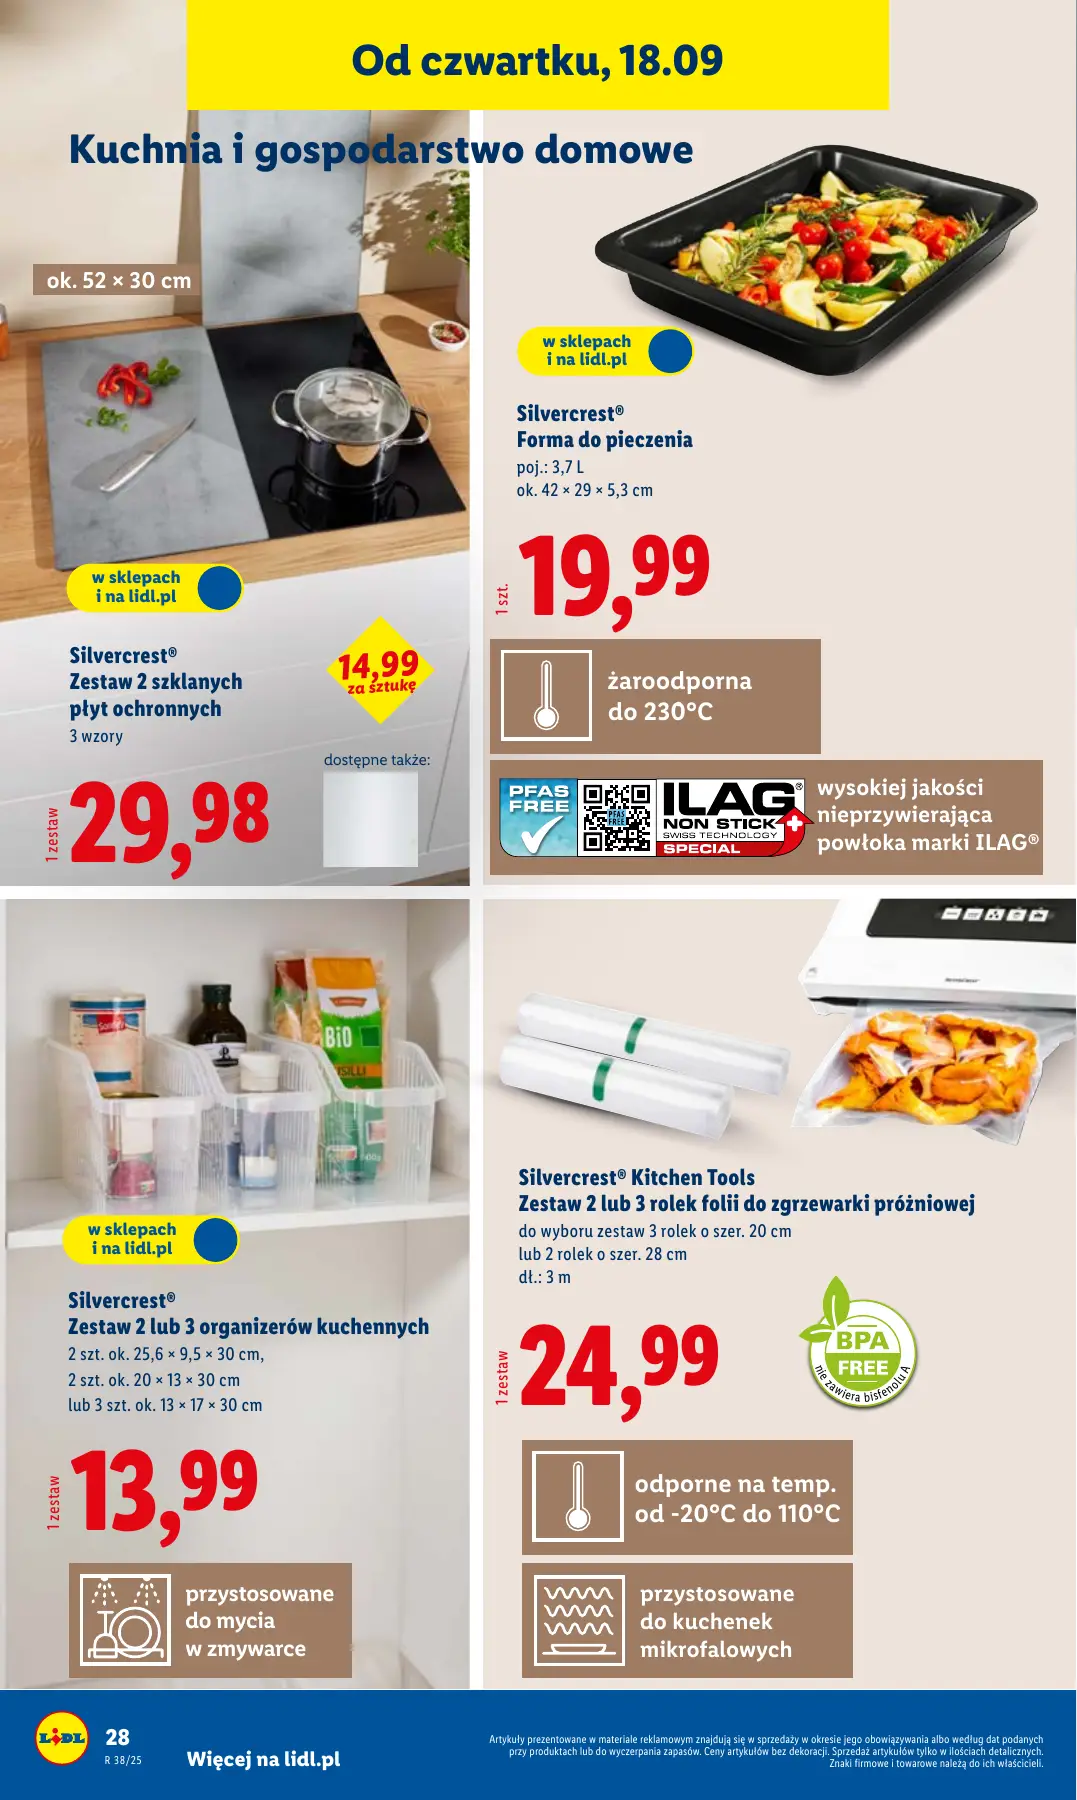 Od czwartku, 18.09
Kuchnia i gospodarstwo domowe
ok. 52 × 30 cm
w sklepach
i na lidl.pl
Silvercrest®
Zestaw 2 szklanych
płyt ochronnych
3 wzory
14,99
za sztukę
dostępne także:
1 zestaw
29,98
w sklepach
i na lidl.pl
Silvercrest®
Forma do pieczenia
poj.: 3,7 L
ok. 42 × 29 × 5,3 cm
1 szt.
19,99
żaroodporna
do 230°C
PFAS
FREE
PFAS
FREE
ILAG®
NON STICK
SWISS TECHNOLOGY
SPECIAL
wysokiej jakości
nieprzywierająca
powłoka marki ILAG®
BiO
w sklepach
i na lidl.pl
Silvercrest®
Zestaw 2 lub 3 organizerów kuchennych
2 szt. ok. 25,6 × 9,5 × 30 cm,
2 szt. ok. 20 × 13 × 30 cm
lub 3 szt. ok. 13 × 17 × 30 cm
1 zestaw
13,99
przystosowane
do mycia
w zmywarce
Silvercrest® Kitchen Tools
Zestaw 2 lub 3 rolek folii do zgrzewarki próżniowej
do wyboru zestaw 3 rolek o szer. 20 cm
lub 2 rolek o szer. 28 cm
dł.: 3 m
1 zestaw
24,99
BPA
FREE
nie zawiera bisfenolu A
odporne na temp.
od -20°C do 110°C
przystosowane
do kuchenek
mikrofalowych
LIDL
28
R 38/25
Więcej na lidl.pl
Artykuły prezentowane w materiale reklamowym znajdują się w sprzedaży w okresie jego obowiązywania albo według dat podanych
przy produktach lub do wyczerpania zapasów. Ceny artykułów bez dekoracji. Sprzedaż artykułów tylko w ilościach detalicznych.
Znaki firmowe i towarowe należą do ich właścicieli.